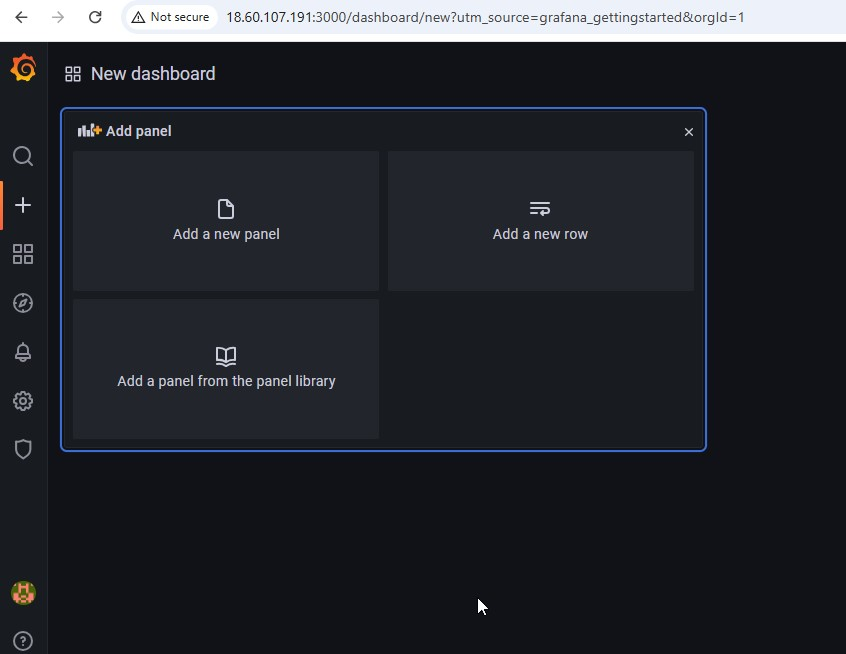 Not secure 18.60.107.191:3000/dashboard/new?utm_source=grafana_gettingstarted&orgId=1
New dashboard
Add panel
Add a new panel
Add a new row
Add a panel from the panel library